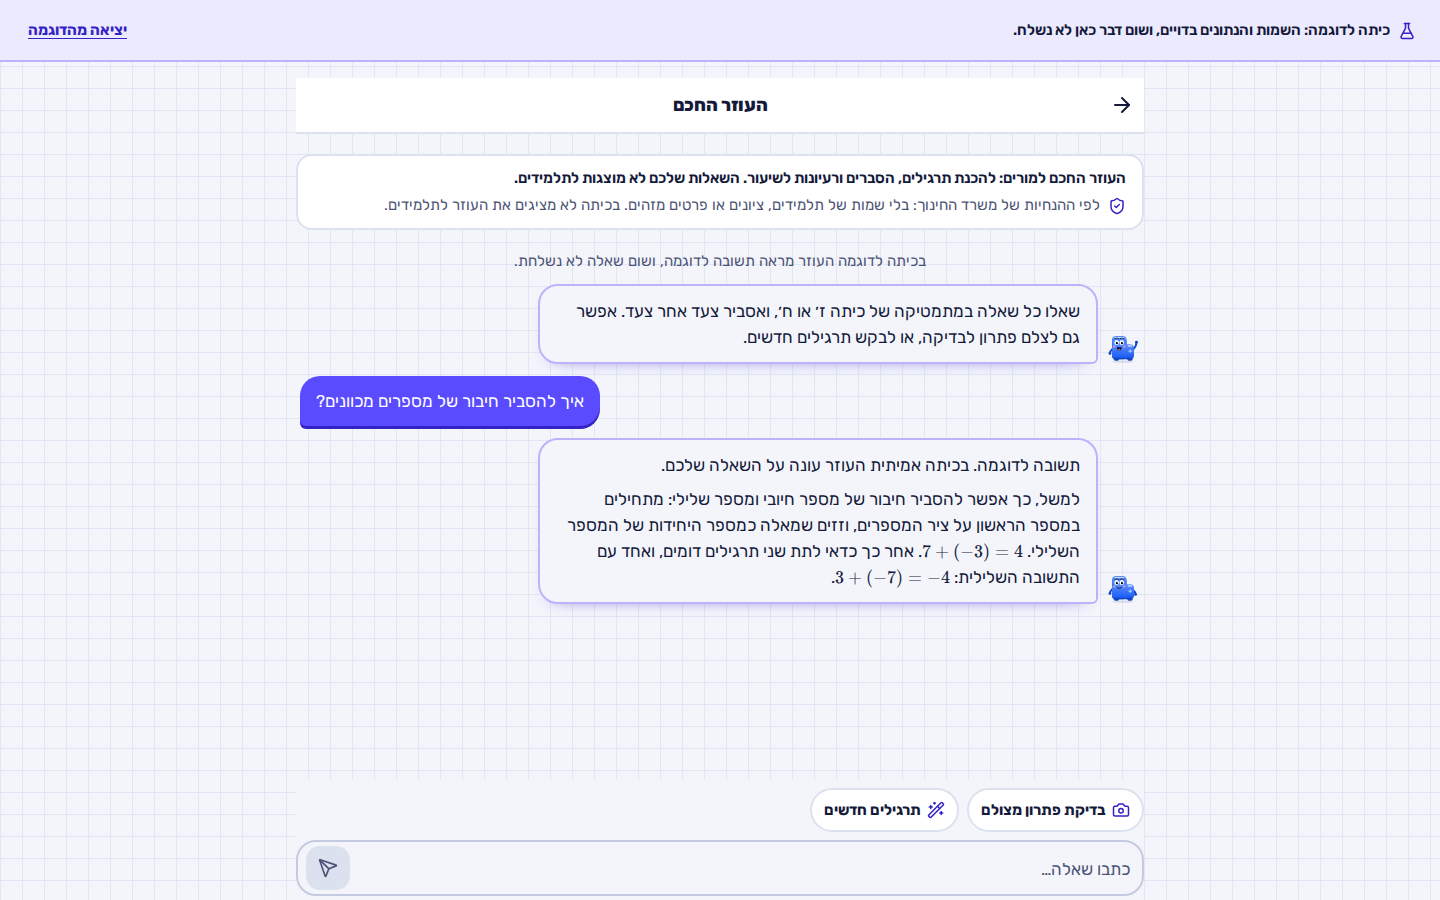 כיתה לדוגמה: השמות והנתונים בדויים, ושום דבר כאן לא נשלח.
יציאה מהדוגמה
העוזר החכם
העוזר החכם למורים: להכנת תרגילים, הסברים ורעיונות לשיעור. השאלות שלכם לא מוצגות לתלמידים.
לפי ההנחיות של משרד החינוך: בלי שמות של תלמידים, ציונים או פרטים מזהים. בכיתה לא מציגים את העוזר לתלמידים.
בכיתה לדוגמה העוזר מראה תשובה לדוגמה, ושום שאלה לא נשלחת.
שאלו כל שאלה במתמטיקה של כיתה ז׳ או ח׳, ואסביר צעד אחר צעד. אפשר
גם לצלם פתרון לבדיקה, או לבקש תרגילים חדשים.
איך להסביר חיבור של מספרים מכוונים?
תשובה לדוגמה. בכיתה אמיתית העוזר עונה על השאלה שלכם.
למשל, כך אפשר להסביר חיבור של מספר חיובי ומספר שלילי: מתחילים
במספר הראשון על ציר המספרים, וזזים שמאלה כמספר היחידות של המספר
השלילי. 7 + (−3) = 4. אחר כך כדאי לתת שני תרגילים דומים, ואחד עם
התשובה השלילית: 3 + (−7) = −4.
בדיקת פתרון מצולם
תרגילים חדשים
כתבו שאלה...